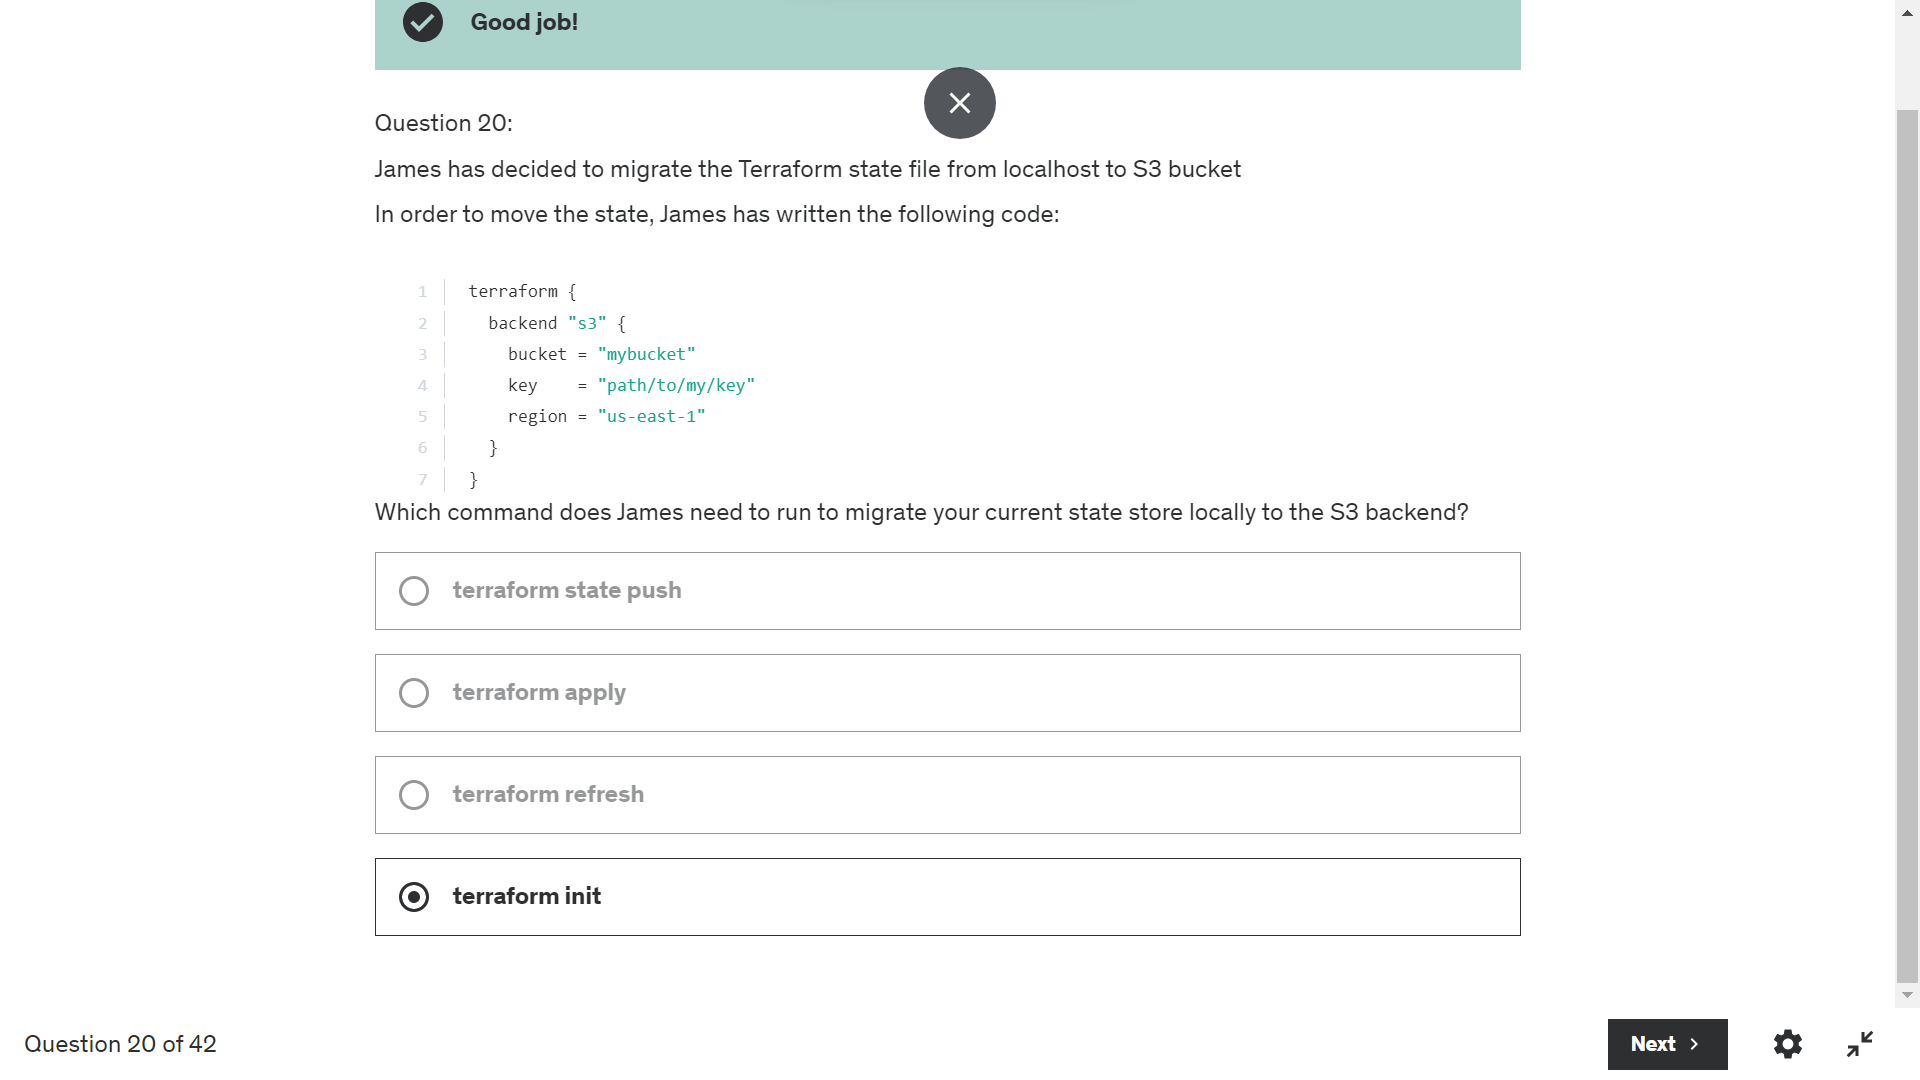 Good job!
Question 20:
James has decided to migrate the Terraform state file from localhost to S3 bucket
In order to move the state, James has written the following code:
1 terraform {
2   backend "s3" {
3     bucket = "mybucket"
4     key    = "path/to/my/key"
5     region = "us-east-1"
6   }
7 }
Which command does James need to run to migrate your current state store locally to the S3 backend?
terraform state push
terraform apply
terraform refresh
terraform init
Question 20 of 42
Next